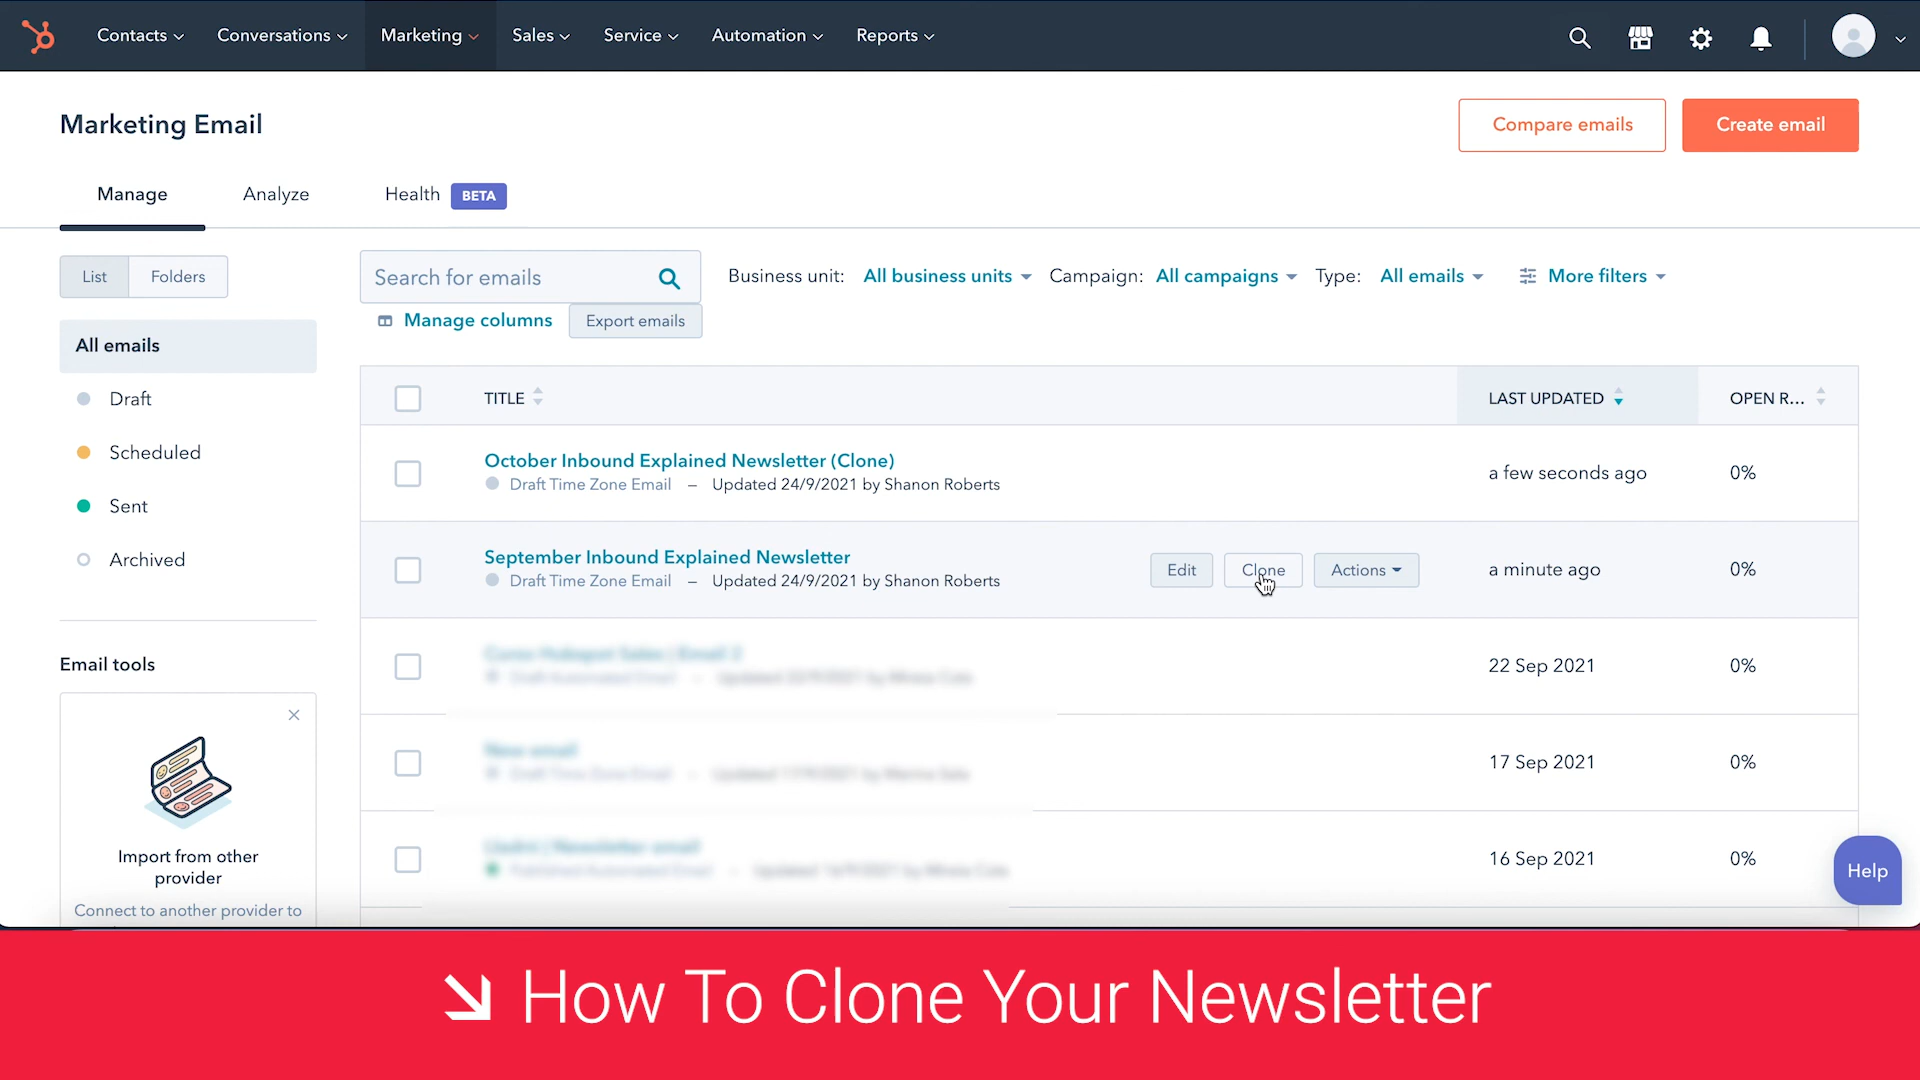 Contacts
Conversations
Marketing
Sales
Service
Automation
Reports
Marketing Email
Compare emails
Create email
Manage
Analyze
Health BETA
List
Folders
Search for emails
Business unit: All business units
Campaign: All campaigns
Type: All emails
More filters
Manage columns
Export emails
All emails
Draft
Scheduled
Sent
Archived
TITLE
LAST UPDATED
OPEN R...
October Inbound Explained Newsletter (Clone)
Draft Time Zone Email – Updated 24/9/2021 by Shanon Roberts
a few seconds ago
0%
September Inbound Explained Newsletter
Draft Time Zone Email – Updated 24/9/2021 by Shanon Roberts
Edit
Clone
Actions
a minute ago
0%
22 Sep 2021
0%
17 Sep 2021
0%
16 Sep 2021
0%
Email tools
Import from other
provider
Connect to another provider to
Help
How To Clone Your Newsletter